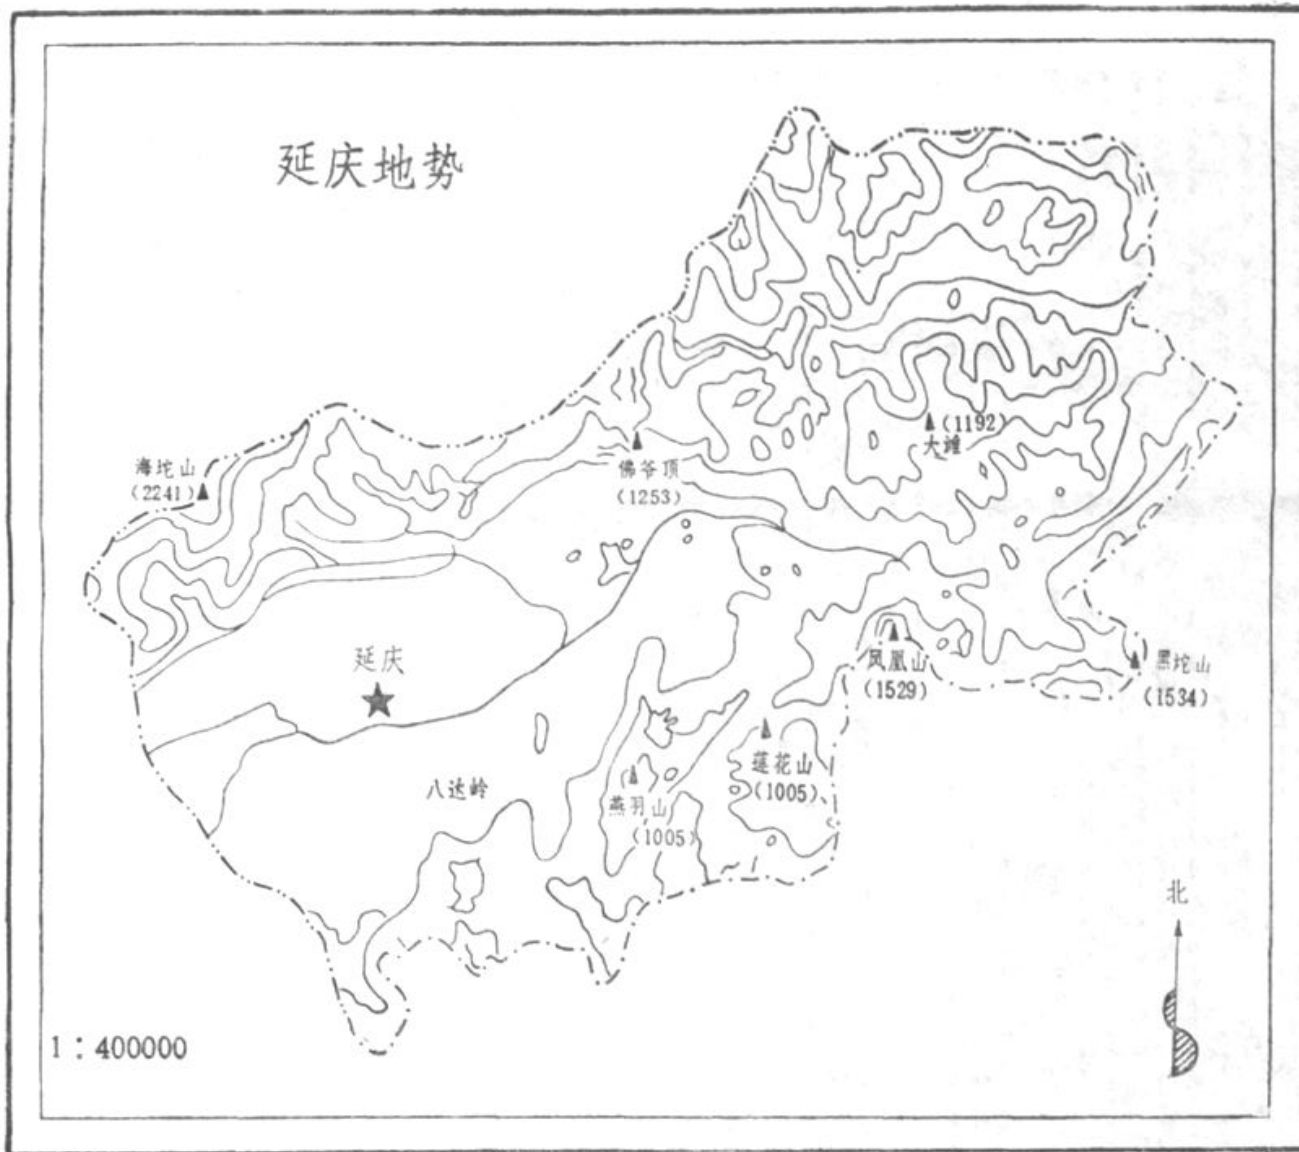 延庆地势
海坨山
(2241)
佛爷顶
(1253)
(1192)
大滩
延庆
凤凰山
(1529)
黑坨山
(1534)
莲花山
(1005)
八达岭
燕羽山
(1005)
北
1:400000